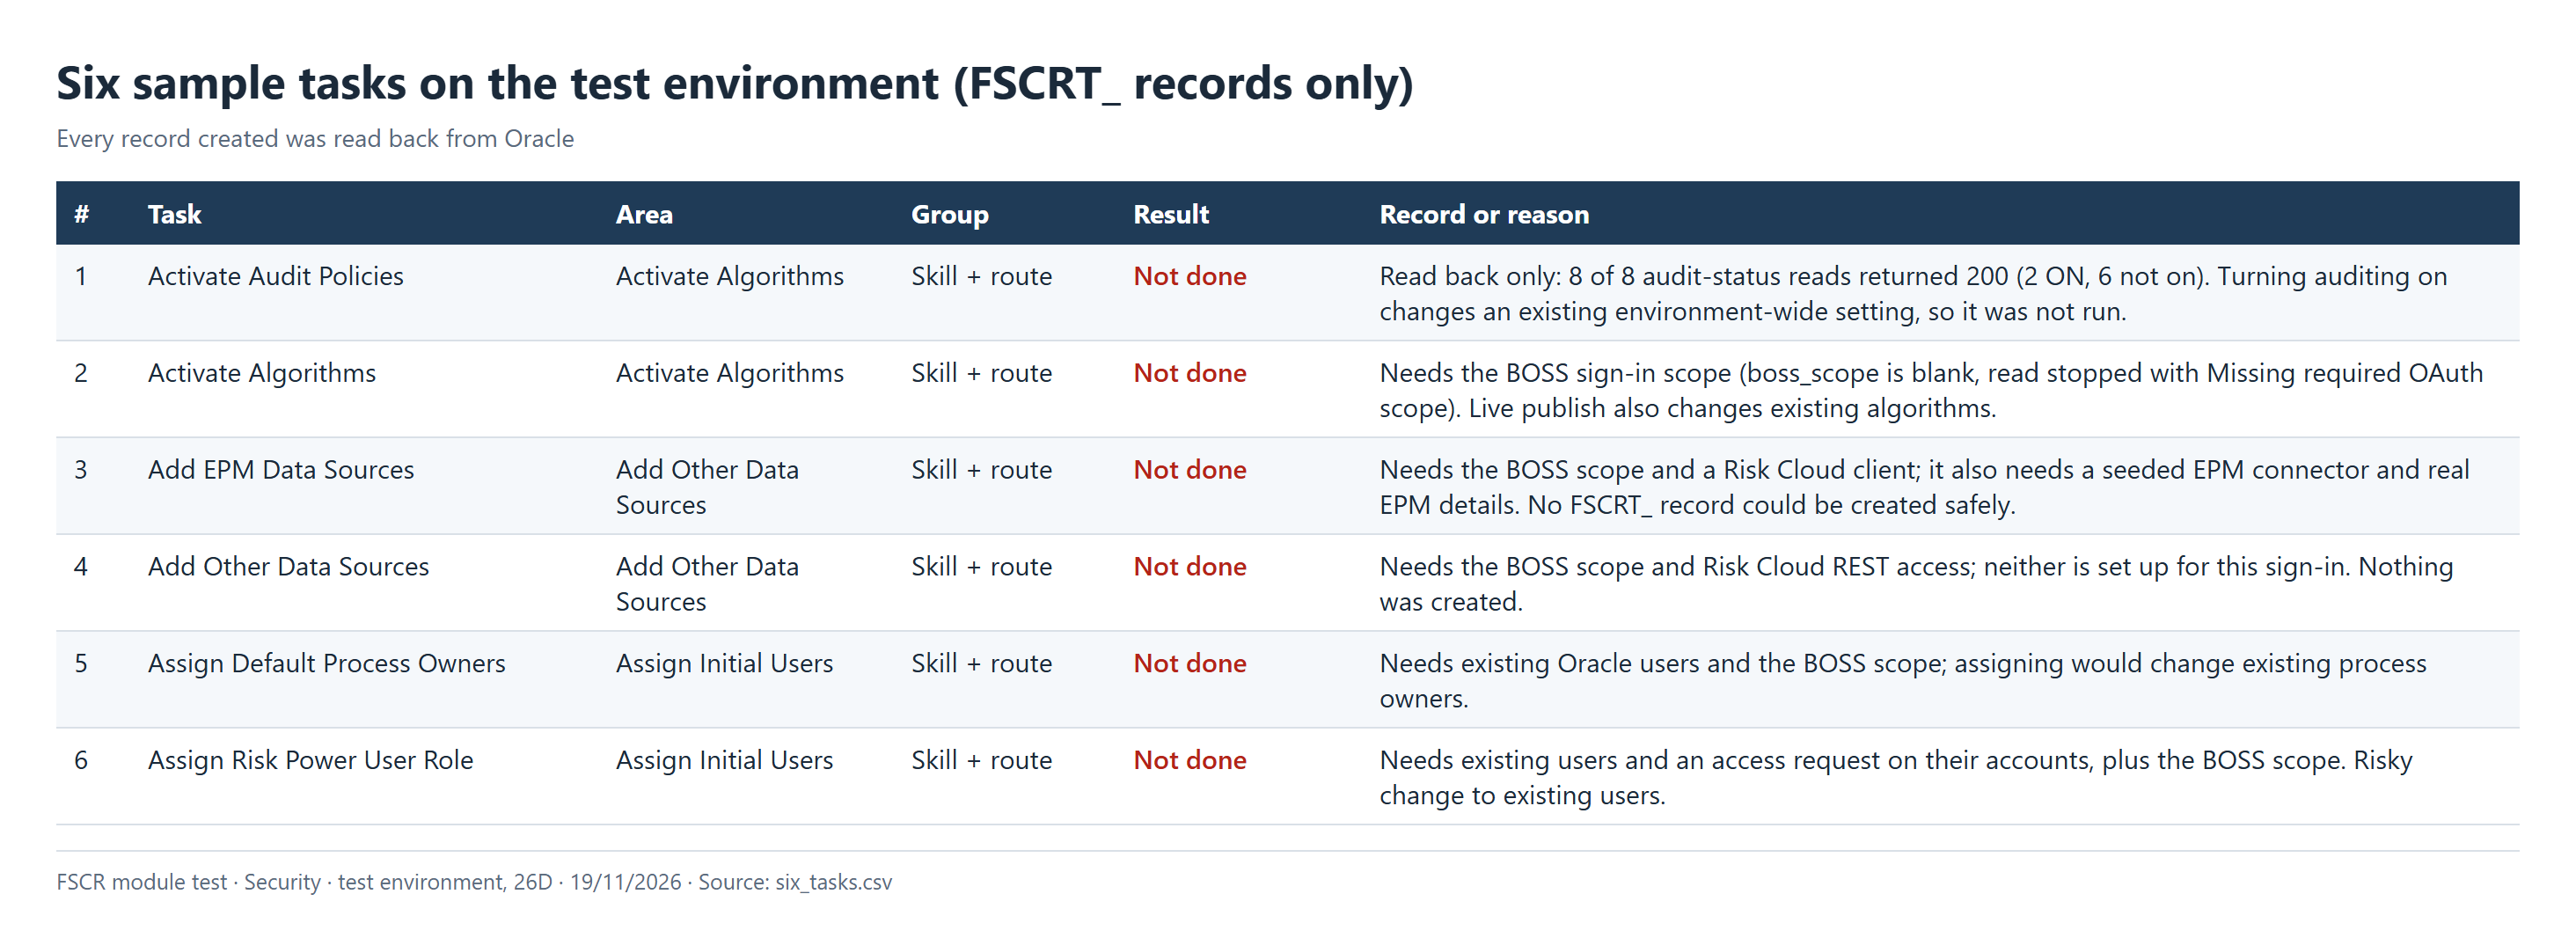 Six sample tasks on the test environment (FSCRT_ records only)
Every record created was read back from Oracle
# Task Area Group Result Record or reason
1 Activate Audit Policies Activate Algorithms Skill + route Not done Read back only: 8 of 8 audit-status reads returned 200 (2 ON, 6 not on). Turning auditing on
changes an existing environment-wide setting, so it was not run.
2 Activate Algorithms Activate Algorithms Skill + route Not done Needs the BOSS sign-in scope (boss_scope is blank, read stopped with Missing required OAuth
scope). Live publish also changes existing algorithms.
3 Add EPM Data Sources Add Other Data Skill + route Not done Needs the BOSS scope and a Risk Cloud client; it also needs a seeded EPM connector and real
Sources EPM details. No FSCRT_ record could be created safely.
4 Add Other Data Sources Add Other Data Skill + route Not done Needs the BOSS scope and Risk Cloud REST access; neither is set up for this sign-in. Nothing
Sources was created.
5 Assign Default Process Owners Assign Initial Users Skill + route Not done Needs existing Oracle users and the BOSS scope; assigning would change existing process
owners.
6 Assign Risk Power User Role Assign Initial Users Skill + route Not done Needs existing users and an access request on their accounts, plus the BOSS scope. Risky
change to existing users.
FSCR module test · Security · test environment, 26D · 19/11/2026 · Source: six_tasks.csv